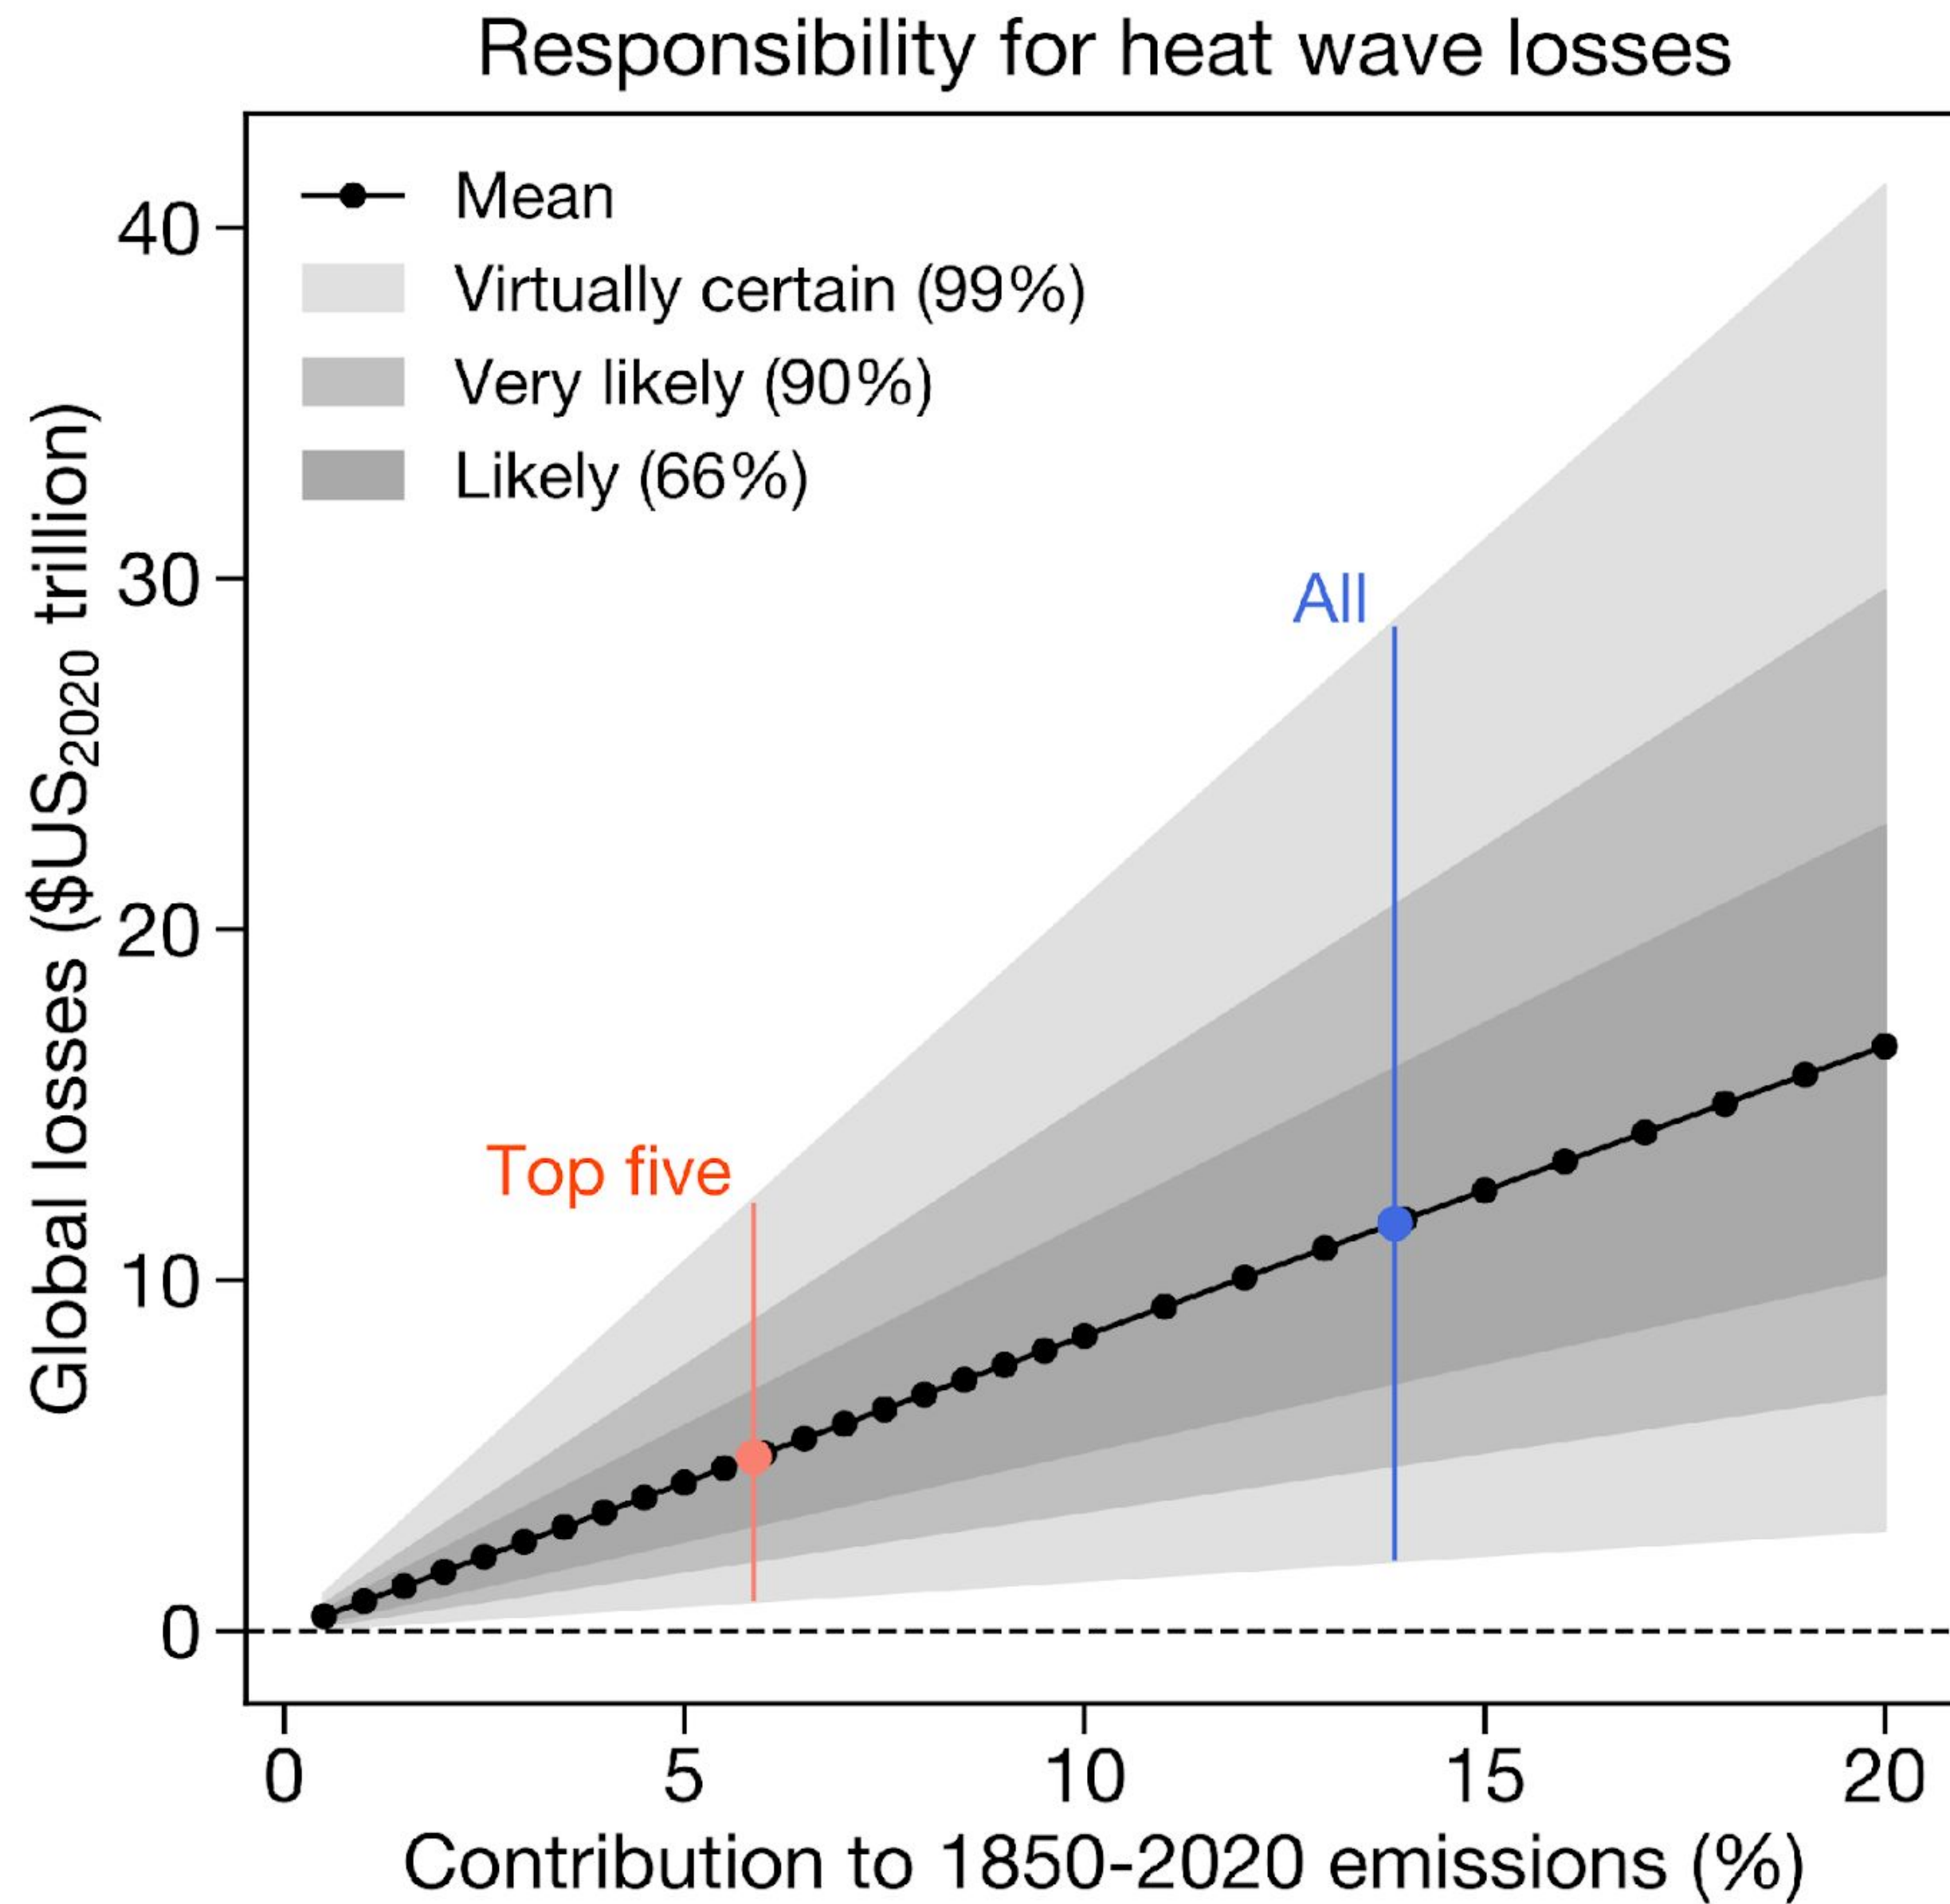 Responsibility for heat wave losses
Mean
Virtually certain (99%)
Very likely (90%)
Likely (66%)
Global losses ($US2020 trillion)
40
30
20
10
0
All
Top five
0 5 10 15 20
Contribution to 1850-2020 emissions (%)